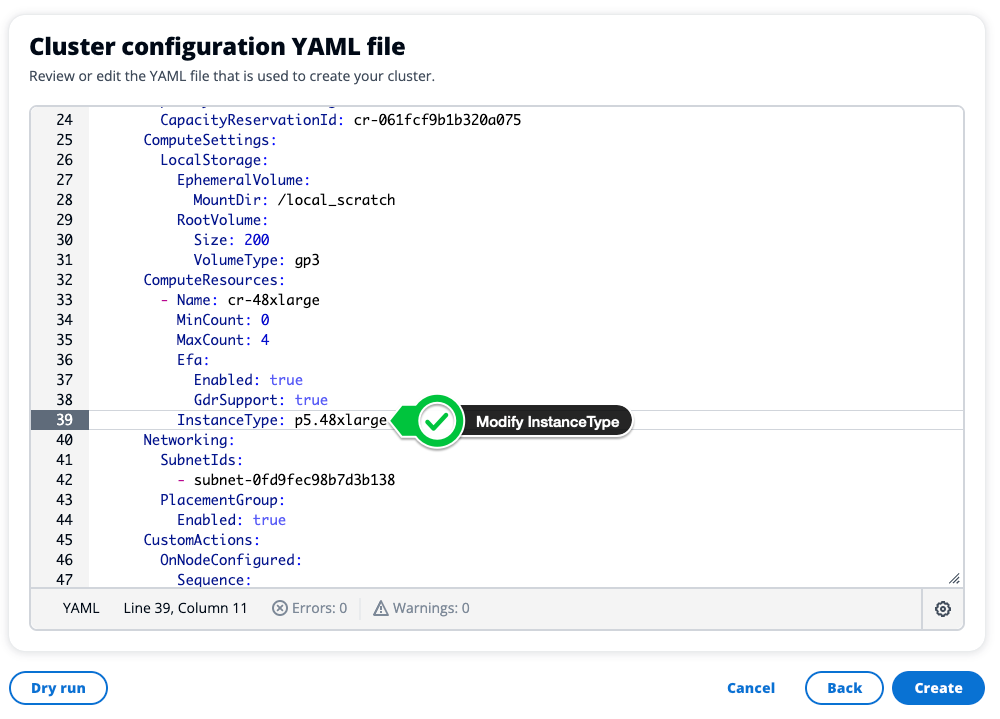 Cluster configuration YAML file
Review or edit the YAML file that is used to create your cluster.
24 CapacityReservationId: cr-061fcf9b1b320a075
25 ComputeSettings:
26 LocalStorage:
27 EphemeralVolume:
28 MountDir: /local_scratch
29 RootVolume:
30 Size: 200
31 VolumeType: gp3
32 ComputeResources:
33 - Name: cr-48xlarge
34 MinCount: 0
35 MaxCount: 4
36 Efa:
37 Enabled: true
38 GdrSupport: true
39 InstanceType: p5.48xlarge Modify InstanceType
40 Networking:
41 SubnetIds:
42 - subnet-0fd9fec98b7d3b138
43 PlacementGroup:
44 Enabled: true
45 CustomActions:
46 OnNodeConfigured:
47 Sequence:
YAML Line 39, Column 11 Errors: 0 Warnings: 0
Dry run Cancel Back Create